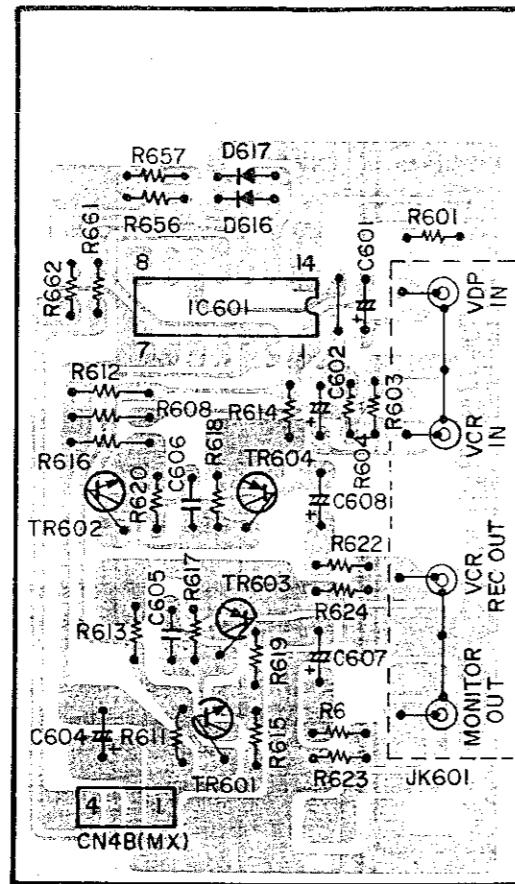 R657
D617
R656
D616
R661
R662
R601
C601
8
14
IC601
7
1
VDP
IN
R612
R608
R614
C602
R603
R604
VCR
IN
R616
R620
C606
R618
TR604
C608
TR602
R622
R624
VCR
REC OUT
C605
R617
TR603
R613
R619
C607
MONITOR
OUT
C604
R611
R615
R6
R623
TR601
JK601
4
1
CN4B(MX)